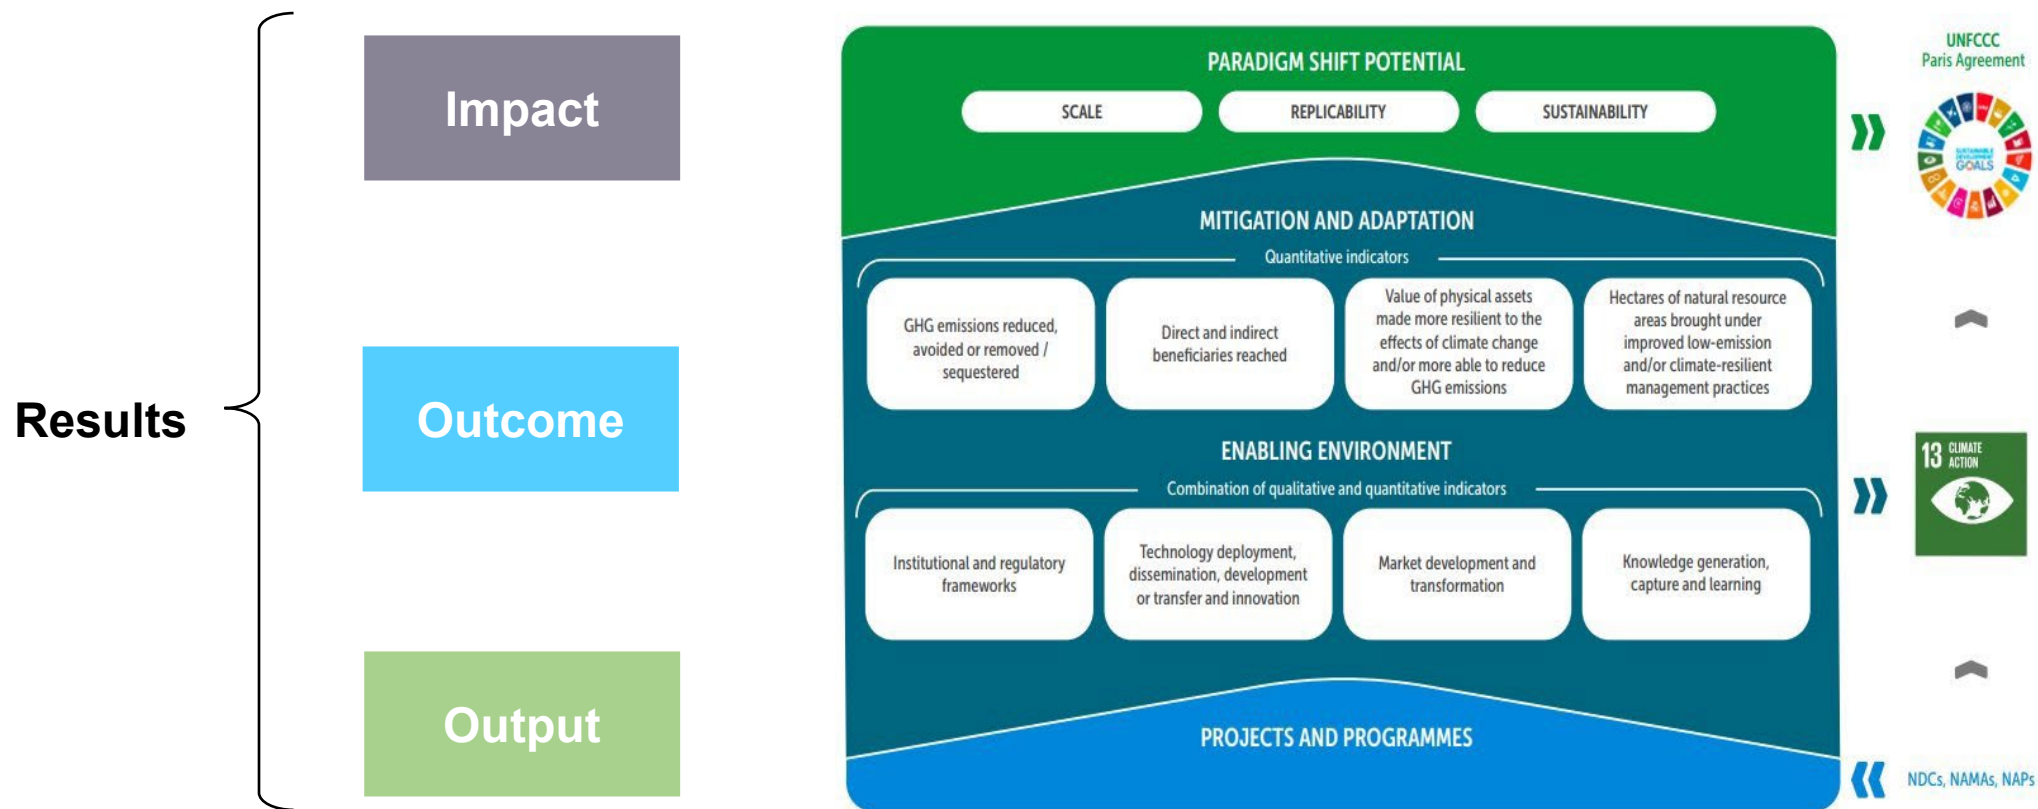 Results
Impact
Outcome
Output
PARADIGM SHIFT POTENTIAL
SCALE
REPLICABILITY
SUSTAINABILITY
MITIGATION AND ADAPTATION
Quantitative indicators
GHG emissions reduced,
avoided or removed /
sequestered
Direct and indirect
beneficiaries reached
Value of physical assets
made more resilient to the
effects of climate change
and/or more able to reduce
GHG emissions
Hectares of natural resource
areas brought under
improved low-emission
and/or climate-resilient
management practices
ENABLING ENVIRONMENT
Combination of qualitative and quantitative indicators
Institutional and regulatory
frameworks
Technology deployment,
dissemination, development
or transfer and innovation
Market development and
transformation
Knowledge generation,
capture and learning
PROJECTS AND PROGRAMMES
UNFCCC
Paris Agreement
SUSTAINABLE
DEVELOPMENT
GOALS
13 CLIMATE
ACTION
NDCs, NAMAs, NAPs